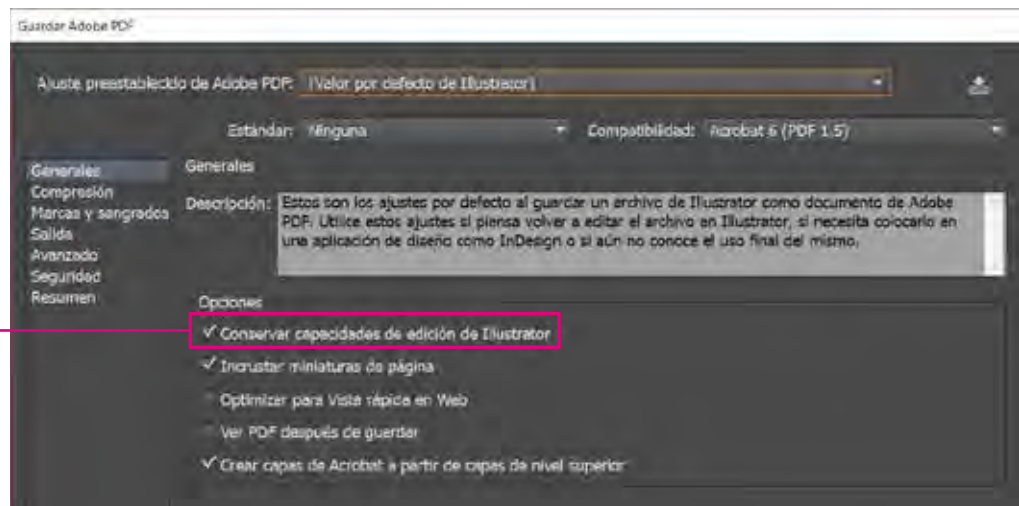 Guardar Adobe PDF
Ajuste preestablecido de Adobe PDF: [Valor por defecto de Illustrator]
Estándar: Ninguna Compatibilidad: Acrobat 6 (PDF 1.5)
Generales
Compresión
Marcas y sangrados
Salida
Avanzado
Seguridad
Resumen
Generales
Descripción: Estos son los ajustes por defecto al guardar un archivo de Illustrator como documento de Adobe
PDF. Utilice estos ajustes si piensa volver a editar el archivo en Illustrator, si necesita colocarlo en
una aplicación de diseño como InDesign o si aún no conoce el uso final del mismo.
Opciones
Conservar capacidades de edición de Illustrator
Incrustar miniaturas de página
Optimizar para Vista rápida en Web
Ver PDF después de guardar
Crear capas de Acrobat a partir de capas de nivel superior